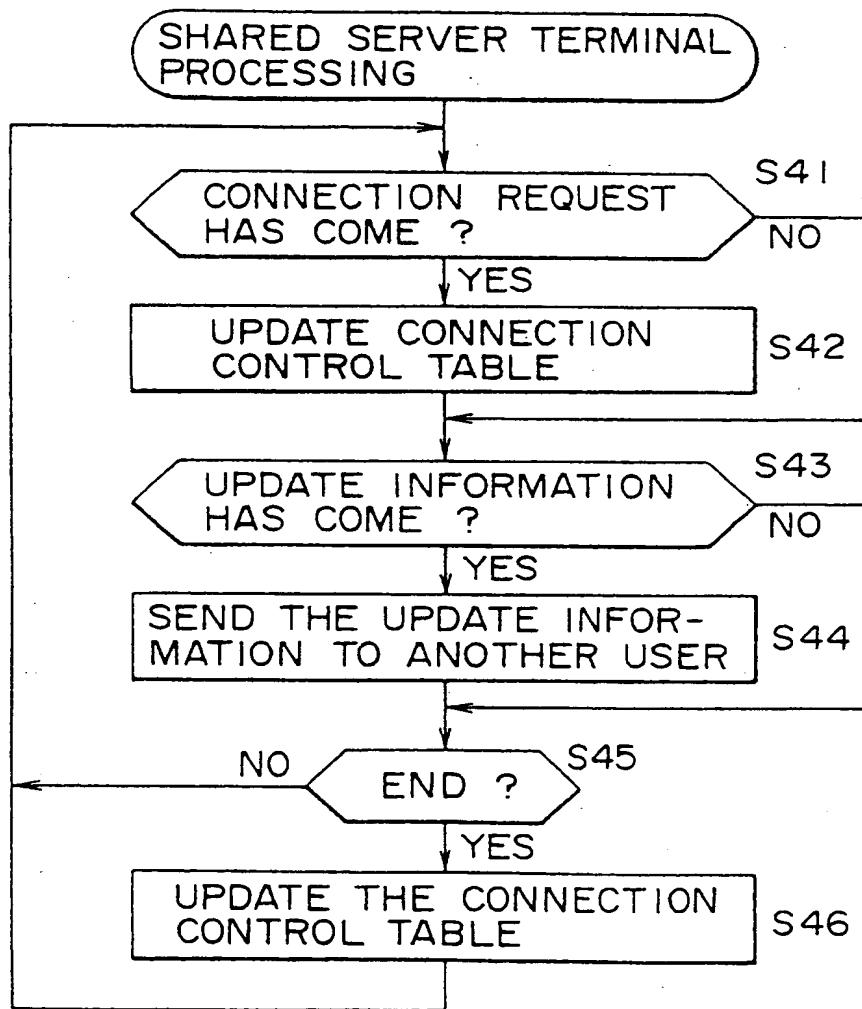 SHARED SERVER TERMINAL
PROCESSING
S41
CONNECTION REQUEST
HAS COME ?
NO
YES
UPDATE CONNECTION
CONTROL TABLE
S42
S43
UPDATE INFORMATION
HAS COME ?
NO
YES
SEND THE UPDATE INFOR-
MATION TO ANOTHER USER
S44
S45
NO
END ?
YES
UPDATE THE CONNECTION
CONTROL TABLE
S46